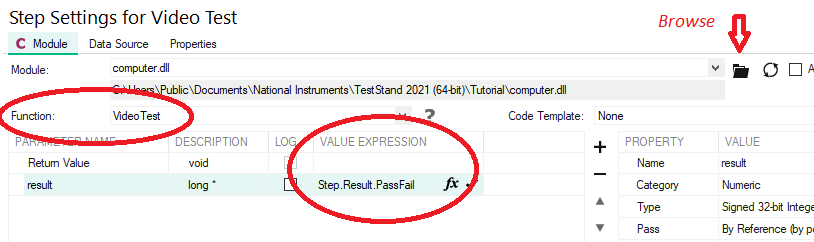 Step Settings for Video Test
Browse
C Module Data Source Properties
Module: computer.dll
C:\Users\Public\Documents\National Instruments\TestStand 2021 (64-bit)\Tutorial\computer.dll
Function: VideoTest ? Code Template: None
PARAMETER NAME DESCRIPTION LOG VALUE EXPRESSION PROPERTY VALUE
Return Value void Name result
result long * Step.Result.PassFail fx Category Numeric
Type Signed 32-bit Intege
Pass By Reference (by po